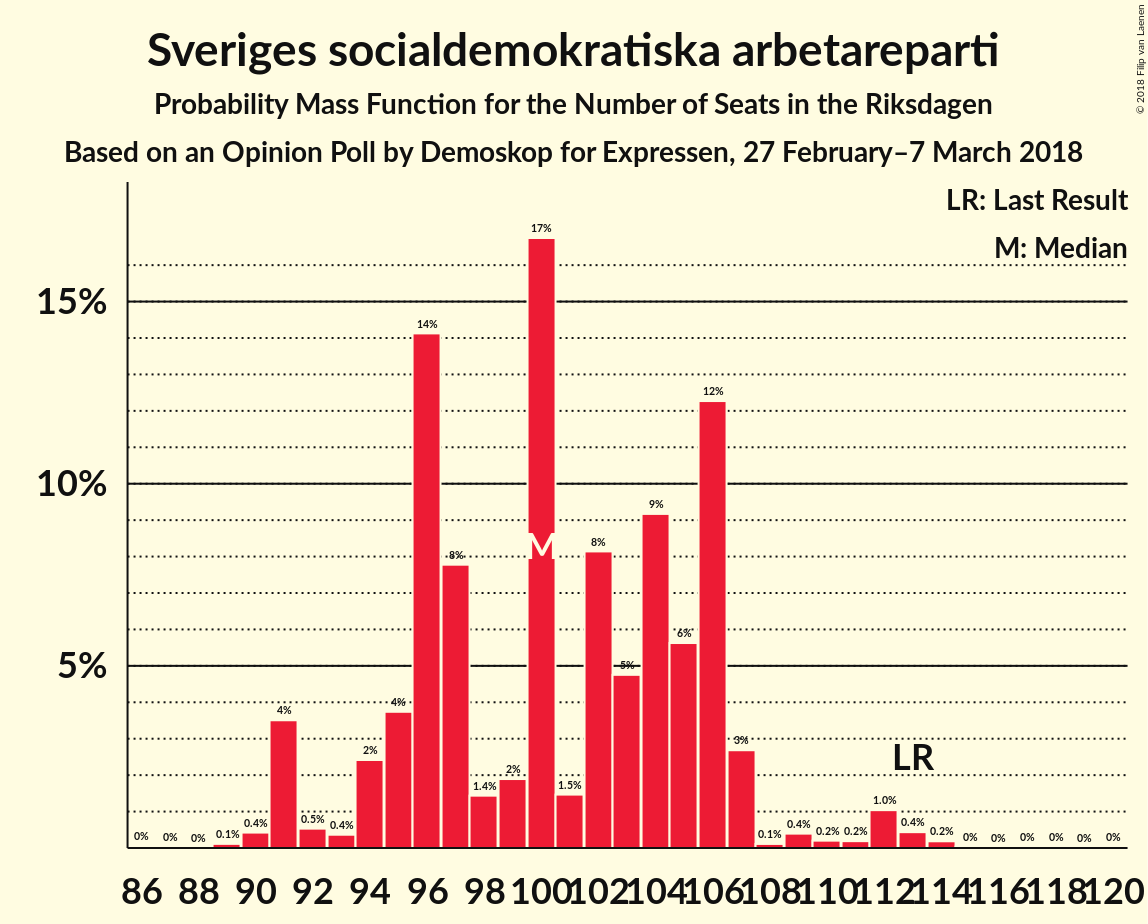 Sveriges socialdemokratiska arbetareparti
Probability Mass Function for the Number of Seats in the Riksdagen
Based on an Opinion Poll by Demoskop for Expressen, 27 February–7 March 2018
© 2018 Filip van Laenen
LR: Last Result
M: Median
15%
10%
5%
0% 0% 0% 0.1% 0.4% 4% 0.5% 0.4% 2% 4% 14% 8% 1.4% 2% 17% 1.5% 8% 5% 9% 6% 12% 3% 0.1% 0.4% 0.2% 0.2% 1.0% 0.4% 0.2% 0% 0% 0% 0% 0% 0%
M
LR
86 88 90 92 94 96 98 100 102 104 106 108 110 112 114 116 118 120